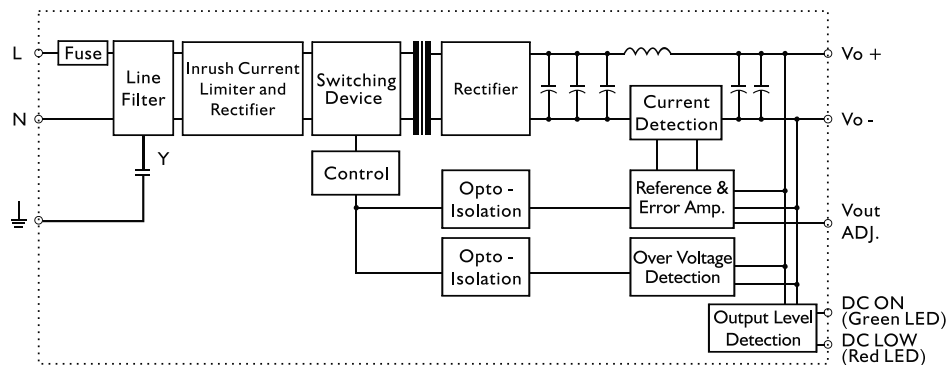 L
Fuse
Line
Filter
Inrush Current
Limiter and
Rectifier
Switching
Device
Rectifier
Current
Detection
Vo +
N
Vo -
Y
Control
Opto -
Isolation
Reference &
Error Amp.
Vout
ADJ.
Opto -
Isolation
Over Voltage
Detection
Output Level
Detection
DC ON
(Green LED)
DC LOW
(Red LED)